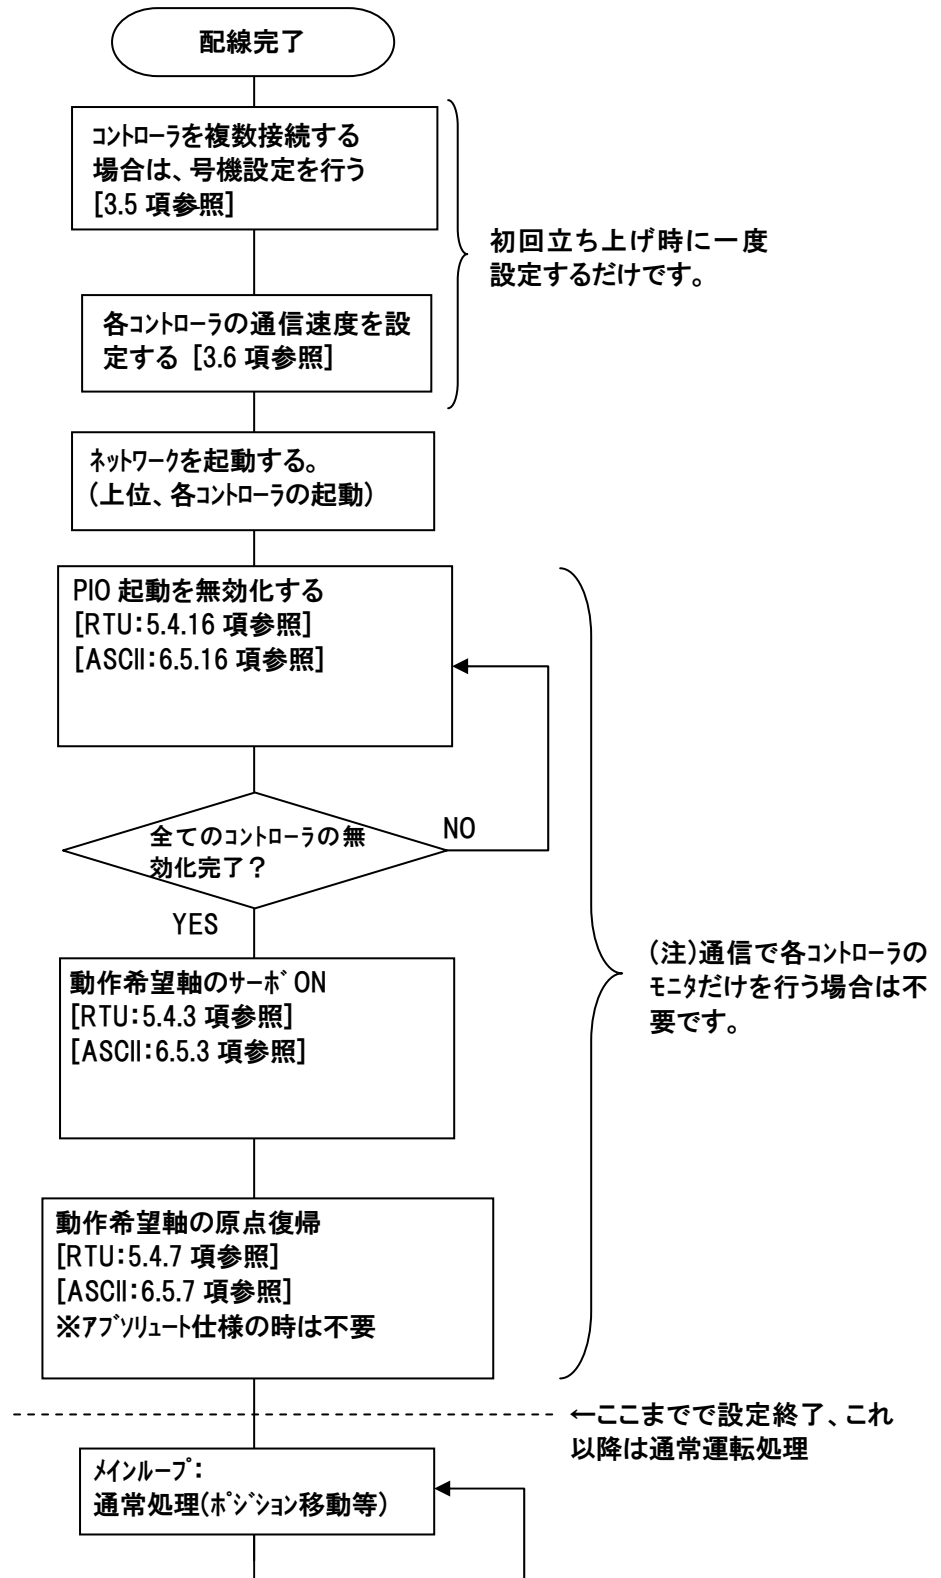 配線完了
ｺﾝﾄﾛｰﾗを複数接続する
場合は、号機設定を行う
[3.5 項参照]
初回立ち上げ時に一度
設定するだけです。
各ｺﾝﾄﾛｰﾗの通信速度を設
定する [3.6 項参照]
ﾈｯﾄﾜｰｸを起動する。
(上位、各ｺﾝﾄﾛｰﾗの起動)
PIO 起動を無効化する
[RTU:5.4.16 項参照]
[ASCII:6.5.16 項参照]
全てのｺﾝﾄﾛｰﾗの無
効化完了？
NO
YES
動作希望軸のｻｰﾎﾞ ON
[RTU:5.4.3 項参照]
[ASCII:6.5.3 項参照]
(注)通信で各ｺﾝﾄﾛｰﾗの
ﾓﾆﾀだけを行う場合は不
要です。
動作希望軸の原点復帰
[RTU:5.4.7 項参照]
[ASCII:6.5.7 項参照]
※ｱﾌﾞｿﾘｭｰﾄ仕様の時は不要
←ここまでで設定終了、これ
以降は通常運転処理
ﾒｲﾝﾙｰﾌﾟ:
通常処理(ﾎﾟｼﾞｼｮﾝ移動等)